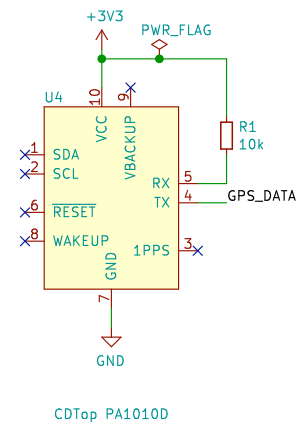 +3V3
PWR_FLAG
U4
10
9
VCC
VBACKUP
R1
10k
1
SDA
2
SCL
RX
5
TX
4
GPS_DATA
6
RESET
8
WAKEUP
1PPS
3
GND
7
GND
CDTop PA1010D